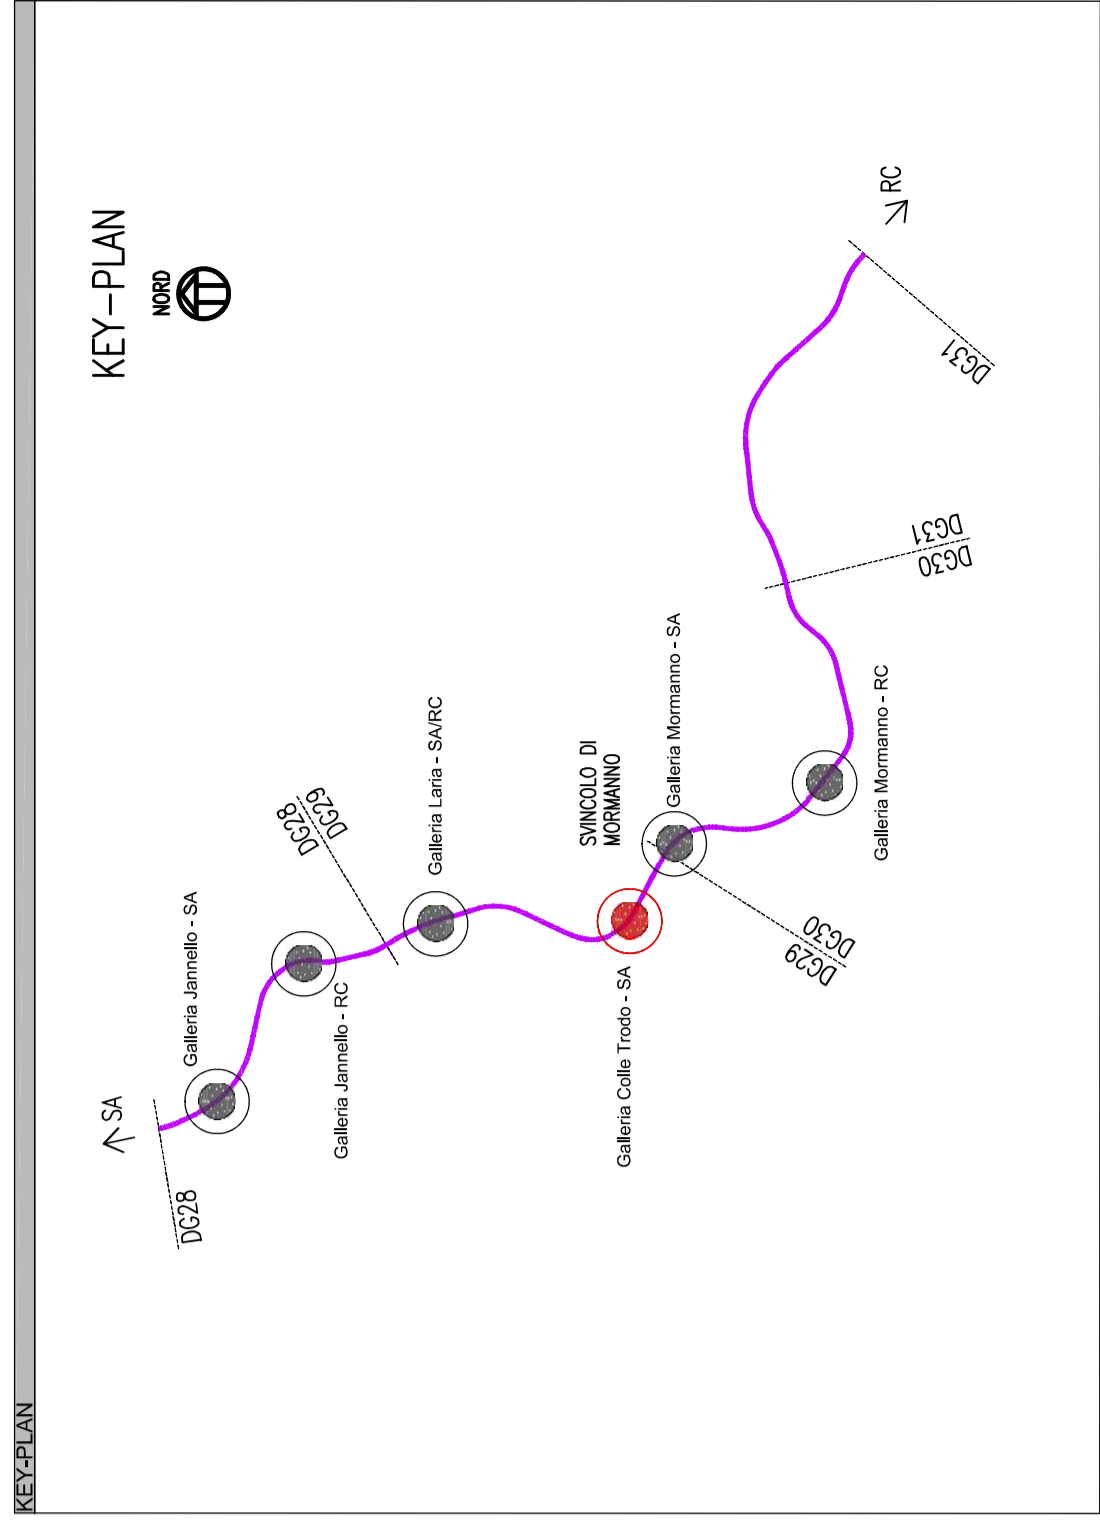 KEY-PLAN
KEY-PLAN
NORD
SA
DG28
Galleria Jannello - SA
Galleria Jannello - RC
DG28
DG29
Galleria Laria - SA/RC
SVINCOLO DI
MORMANNO
Galleria Colle Trodo - SA
Galleria Mormanno - SA
DG29
DG30
Galleria Mormanno - RC
DG30
DG31
DG31
RC